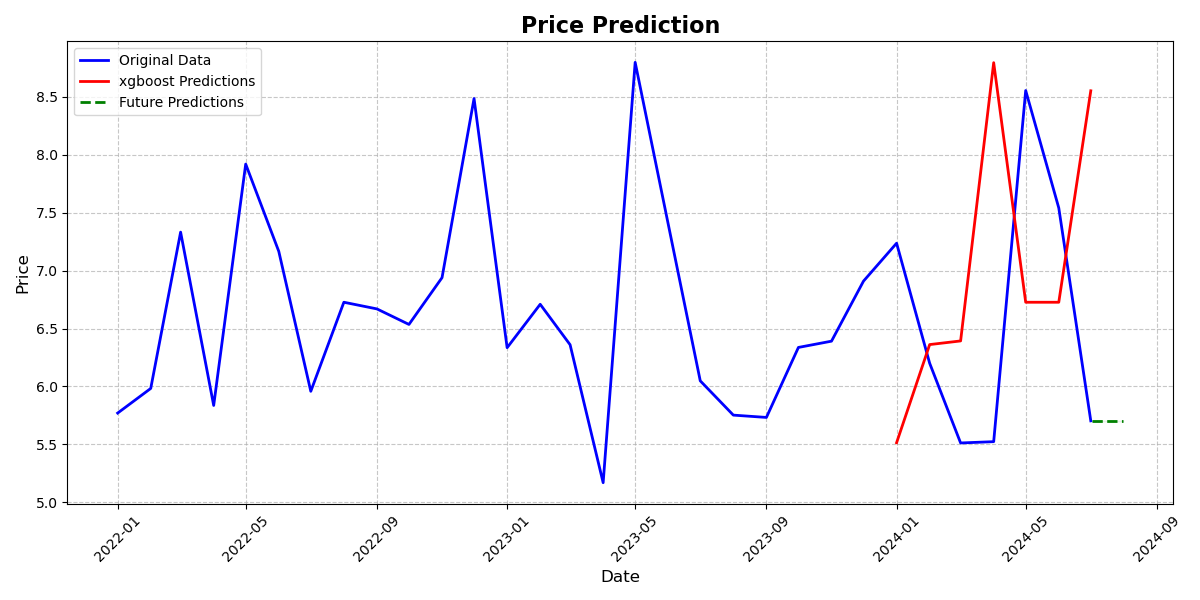 Price Prediction
Original Data
xgboost Predictions
Future Predictions
Price
8.5
8.0
7.5
7.0
6.5
6.0
5.5
5.0
2022-01
2022-05
2022-09
2023-01
2023-05
2023-09
2024-01
2024-05
2024-09
Date